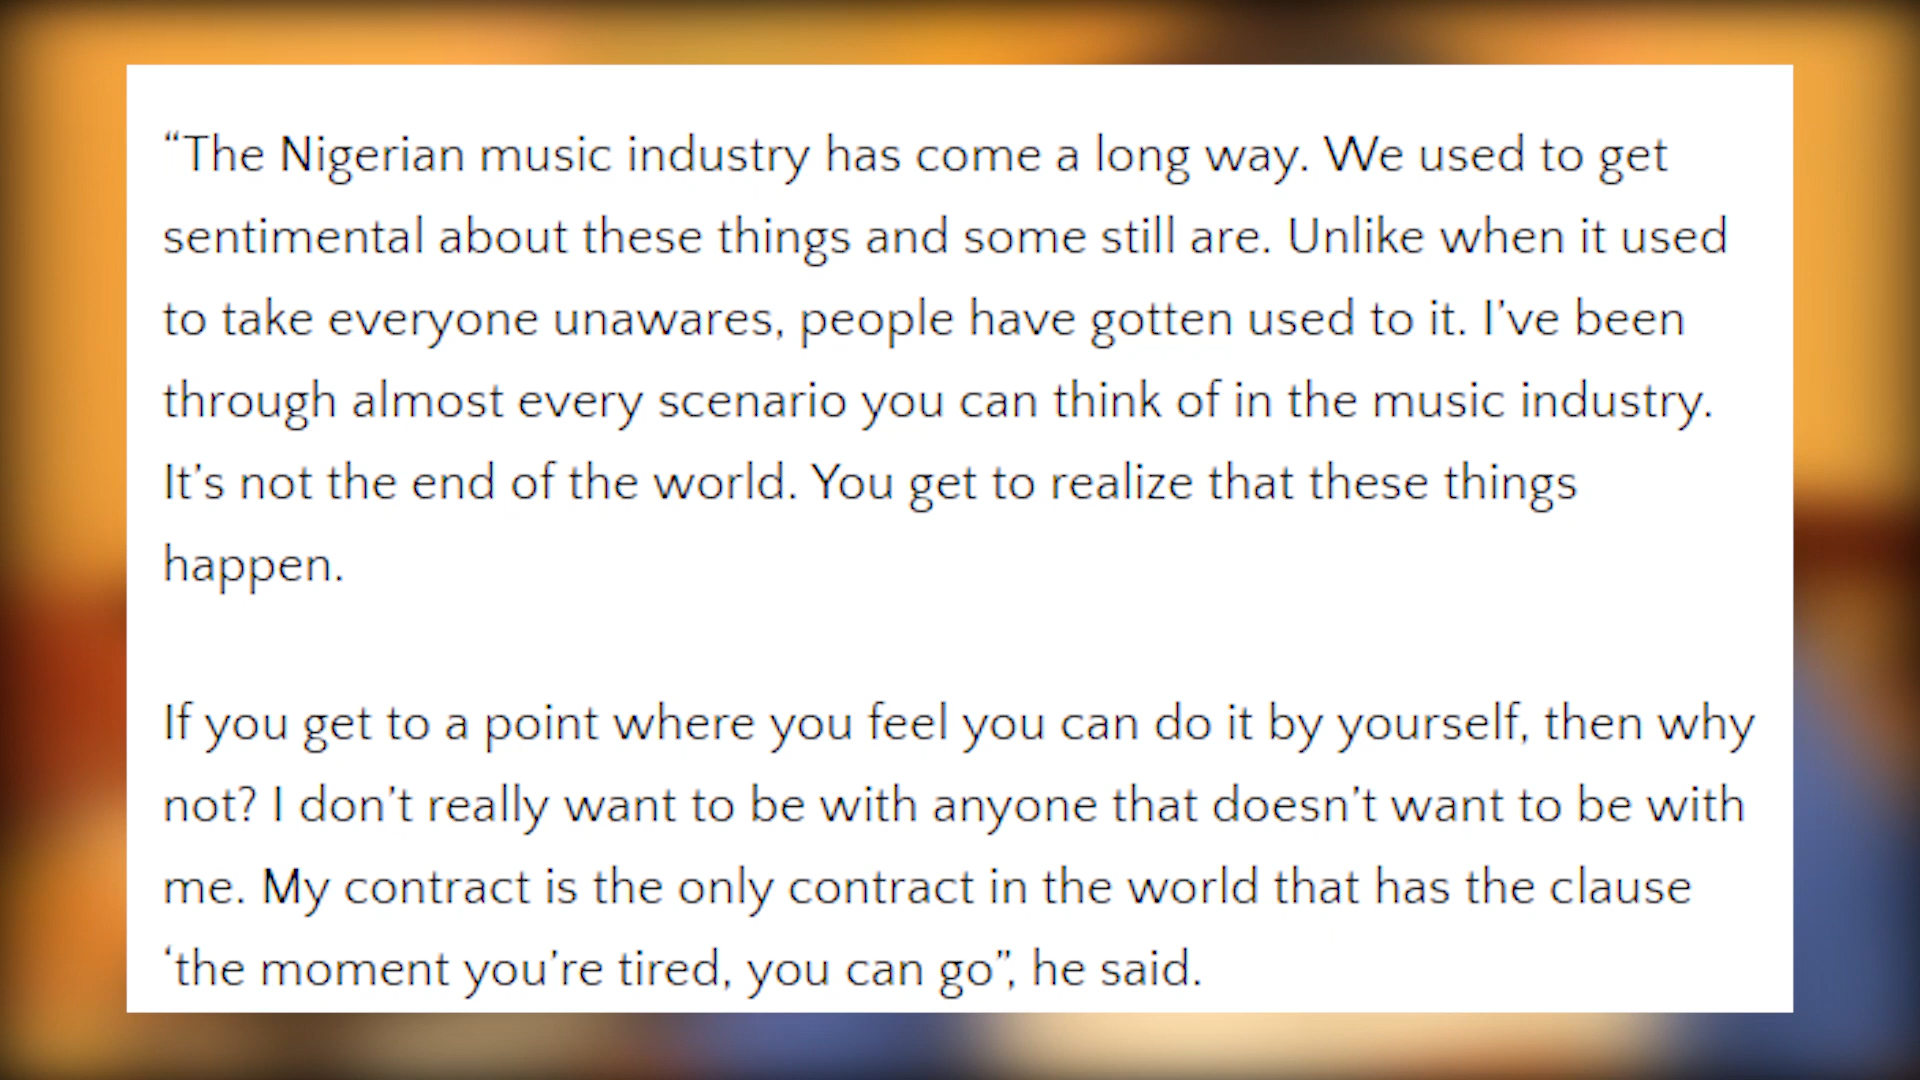 “The Nigerian music industry has come a long way. We used to get
sentimental about these things and some still are. Unlike when it used
to take everyone unawares, people have gotten used to it. I’ve been
through almost every scenario you can think of in the music industry.
It’s not the end of the world. You get to realize that these things
happen.
If you get to a point where you feel you can do it by yourself, then why
not? I don’t really want to be with anyone that doesn’t want to be with
me. My contract is the only contract in the world that has the clause
‘the moment you’re tired, you can go”, he said.